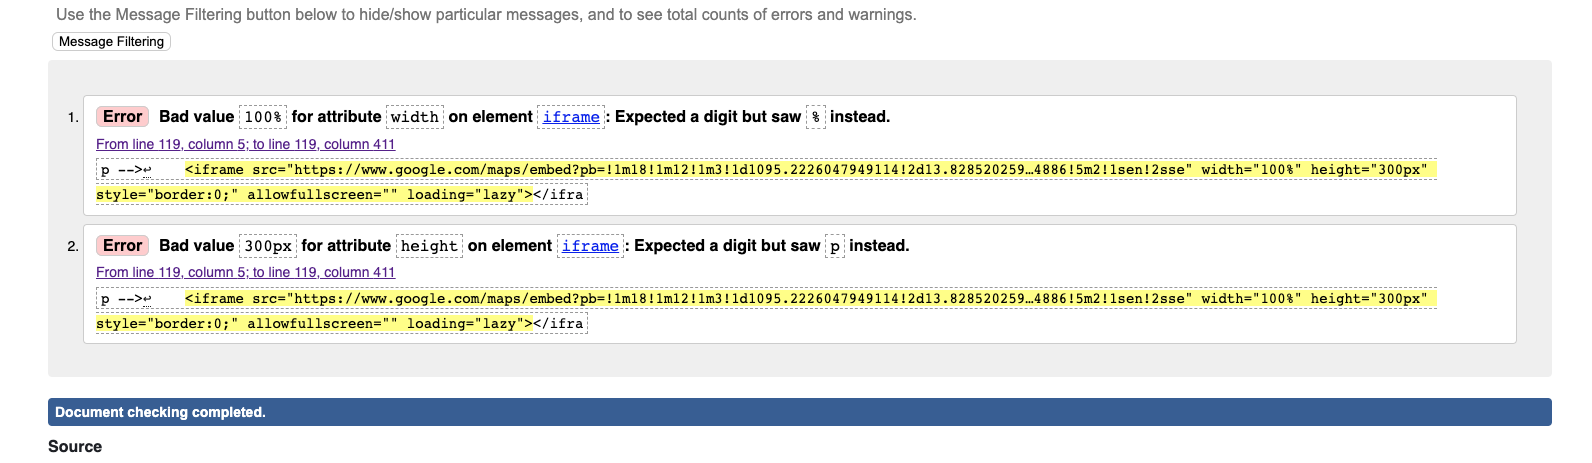 Use the Message Filtering button below to hide/show particular messages, and to see total counts of errors and warnings.
Message Filtering
1. Error Bad value 100% for attribute width on element iframe: Expected a digit but saw % instead.
From line 119, column 5; to line 119, column 411
p -->↩ <iframe src="https://www.google.com/maps/embed?pb=!1m18!1m12!1m3!1d1095.2226047949114!2d13.828520259…4886!5m2!1sen!2sse" width="100%" height="300px"
style="border:0;" allowfullscreen="" loading="lazy"></ifra
2. Error Bad value 300px for attribute height on element iframe: Expected a digit but saw p instead.
From line 119, column 5; to line 119, column 411
p -->↩ <iframe src="https://www.google.com/maps/embed?pb=!1m18!1m12!1m3!1d1095.2226047949114!2d13.828520259…4886!5m2!1sen!2sse" width="100%" height="300px"
style="border:0;" allowfullscreen="" loading="lazy"></ifra
Document checking completed.
Source